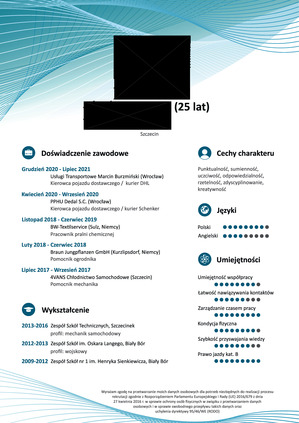 (25 lat)
Szczecin
Doświadczenie zawodowe
Grudzień 2020 - Lipiec 2021
Usługi Transportowe Marcin Burzmiński (Wrocław)
Kierowca pojazdu dostawczego / kurier DHL
Kwiecień 2020 - Wrzesień 2020
PPHU Dedal S.C. (Wrocław)
Kierowca pojazdu dostawczego / kurier Schenker
Listopad 2018 - Czerwiec 2019
BW-Textilservice (Sulz, Niemcy)
Pracownik pralni chemicznej
Luty 2018 - Czerwiec 2018
Braun Jungpflanzen GmbH (Kurzlipsdorf, Niemcy)
Pomocnik ogrodnika
Lipiec 2017 - Wrzesień 2017
4VANS Chłodnictwo Samochodowe (Szczecin)
Pomocnik mechanika
Wykształcenie
2013-2016 Zespół Szkół Technicznych, Szczecinek
profil: mechanik samochodowy
2012-2013 Zespół Szkół im. Oskara Langego, Biały Bór
profil: wojskowy
2009-2012 Zespół Szkół nr 1 im. Henryka Sienkiewicza, Biały Bór
Cechy charakteru
Punktualność, sumienność,
uczciwość, odpowiedzialność,
rzetelność, zdyscyplinowanie,
kreatywność
Języki
Polski
Angielski
Umiejętności
Umiejętność współpracy
Łatwość nawiązywania kontaktów
Zarządzanie czasem pracy
Kondycja fizyczna
Szybkość przyswajania wiedzy
Prawo jazdy kat. B
Wyrażam zgodę na przetwarzanie moich danych osobowych dla potrzeb niezbędnych do realizacji procesu
rekrutacji zgodnie z Rozporządzeniem Parlamentu Europejskiego i Rady (UE) 2016/679 z dnia
27 kwietnia 2016 r. w sprawie ochrony osób fizycznych w związku z przetwarzaniem danych
osobowych i w sprawie swobodnego przepływu takich danych oraz
uchylenia dyrektywy 95/46/WE (RODO)